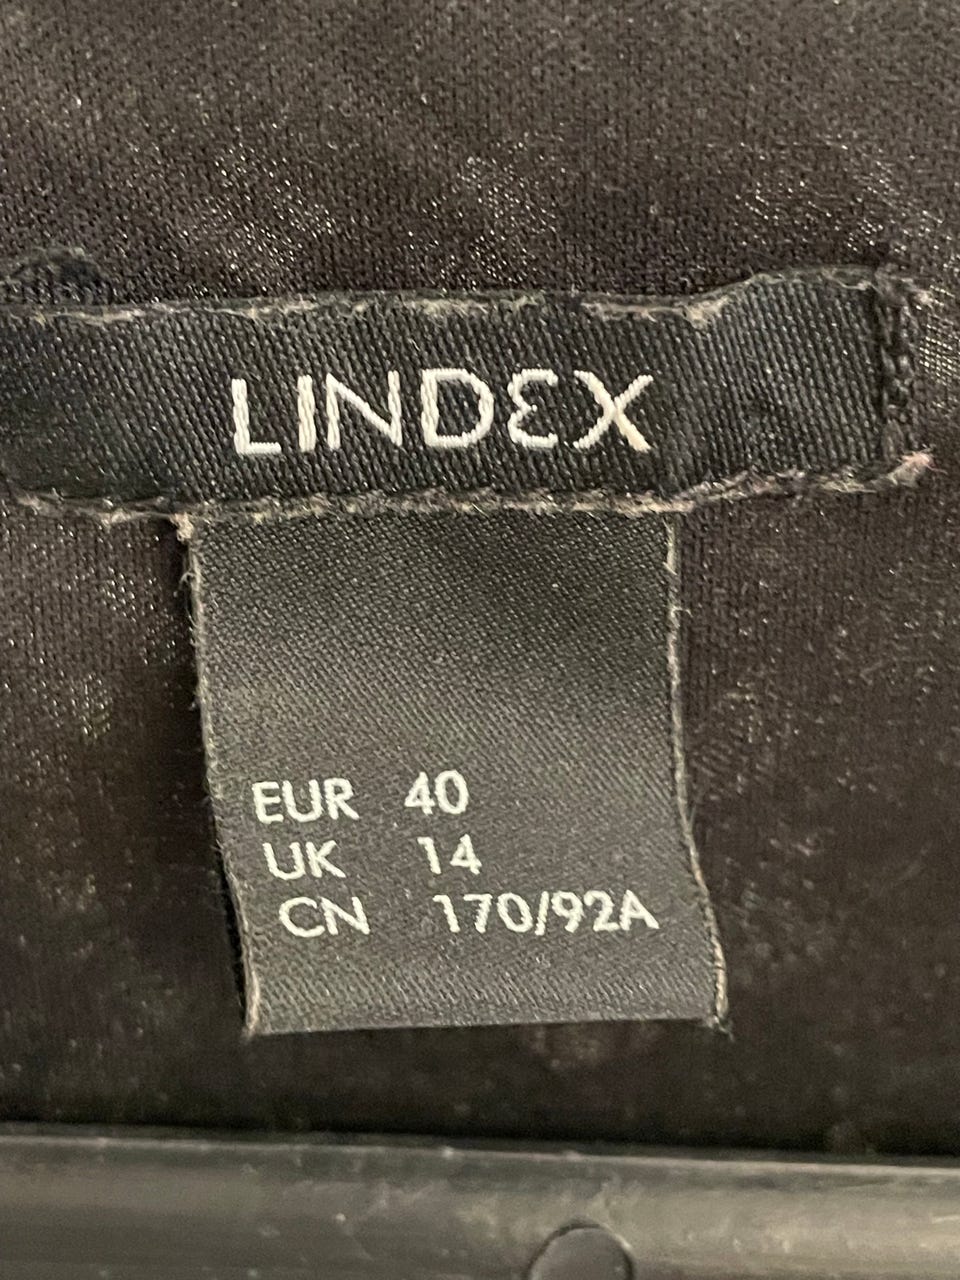 LINDEX
EUR 40
UK 14
CN 170/92A